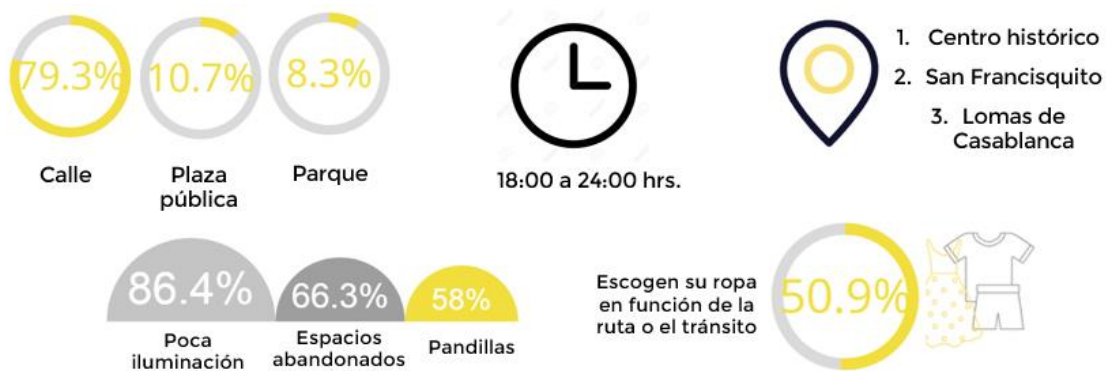 79.3%
10.7%
8.3%
Calle
Plaza
pública
Parque
18:00 a 24:00 hrs.
1. Centro histórico
2. San Francisquito
3. Lomas de
Casablanca
86.4%
66.3%
58%
Poca
iluminación
Espacios
abandonados
Pandillas
Escogen su ropa
en función de la
ruta o el tránsito
50.9%